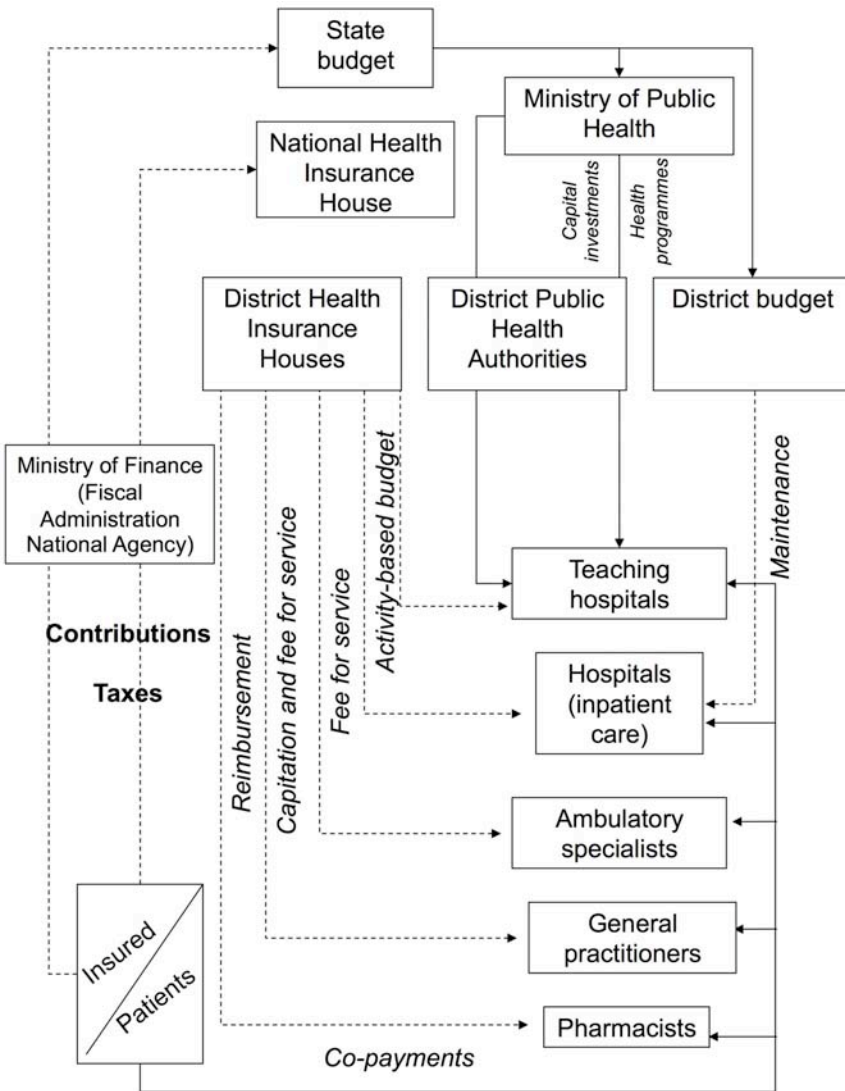 State
budget
Ministry of Public
Health
National Health
Insurance
House
Capital
investments
Health
programmes
District Health
Insurance
Houses
District Public
Health
Authorities
District budget
Ministry of Finance
(Fiscal
Administration
National Agency)
Contributions
Taxes
Reimbursement
Capitation and fee for service
Fee for service
Activity-based budget
Maintenance
Teaching
hospitals
Hospitals
(inpatient
care)
Ambulatory
specialists
General
practitioners
Pharmacists
Insured
Patients
Co-payments